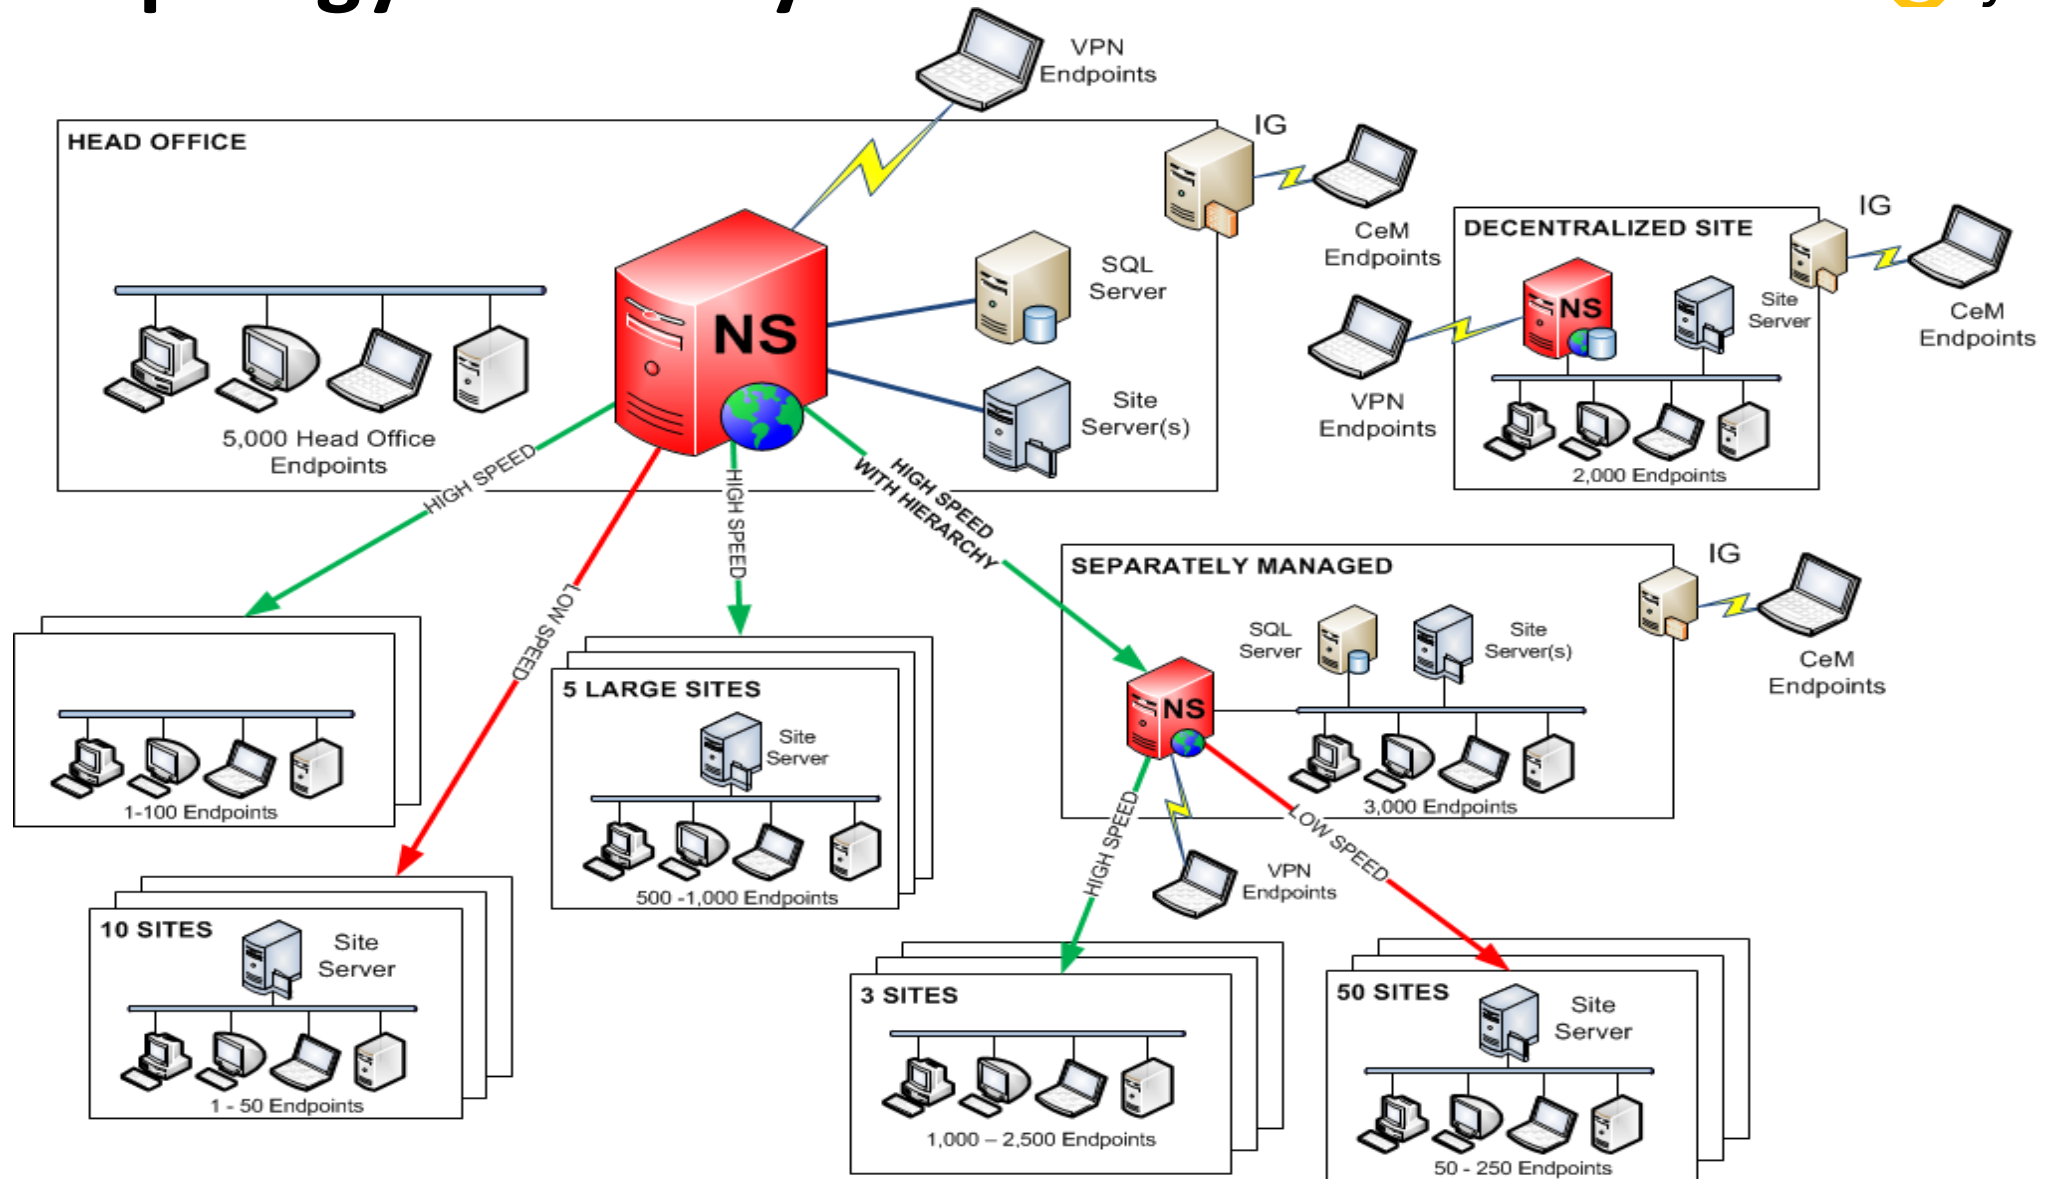 VPN
Endpoints
HEAD OFFICE
IG
CeM
Endpoints
NS
SQL
Server
Site
Server(s)
5,000 Head Office
Endpoints
DECENTRALIZED SITE
IG
CeM
Endpoints
NS
Site
Server
VPN
Endpoints
2,000 Endpoints
HIGH SPEED
LOW SPEED
HIGH SPEED
HIGH SPEED
WITH HIERARCHY
SEPARATELY MANAGED
IG
CeM
Endpoints
SQL
Server
Site
Server(s)
NS
3,000 Endpoints
1-100 Endpoints
5 LARGE SITES
Site
Server
500 -1,000 Endpoints
HIGH SPEED
VPN
Endpoints
LOW SPEED
10 SITES
Site
Server
1 - 50 Endpoints
3 SITES
1,000 – 2,500 Endpoints
50 SITES
Site
Server
50 - 250 Endpoints